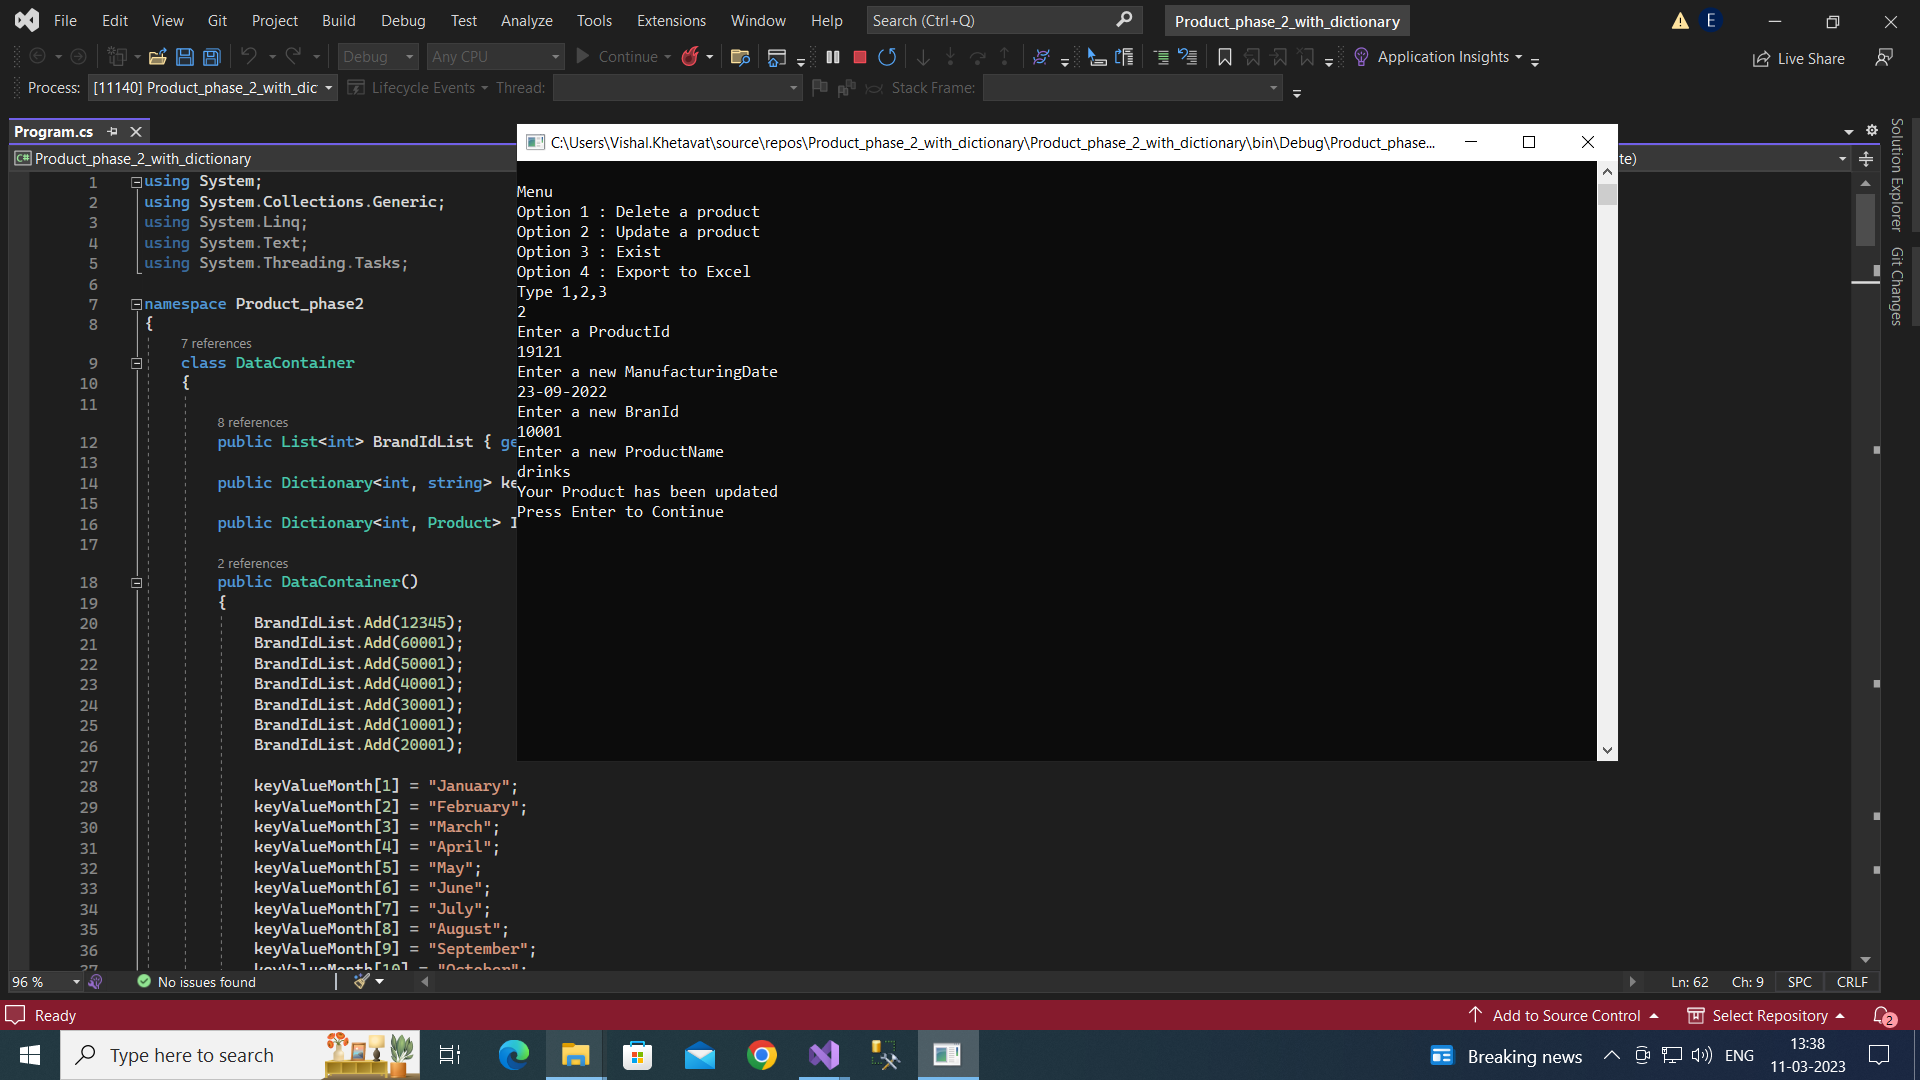 File Edit View Git Project Build Debug Test Analyze Tools Extensions Window Help Search (Ctrl+Q) Product_phase_2_with_dictionary E
Debug Any CPU Continue Application Insights Live Share
Process: [11140] Product_phase_2_with_dic Lifecycle Events Thread: Stack Frame:
Program.cs
Product_phase_2_with_dictionary
te)
1 using System;
2 using System.Collections.Generic;
3 using System.Linq;
4 using System.Text;
5 using System.Threading.Tasks;
6
7 namespace Product_phase2
8 {
7 references
9 class DataContainer
10 {
11
8 references
12 public List<int> BrandIdList { ge
13
14 public Dictionary<int, string> ke
15
16 public Dictionary<int, Product> I
17
2 references
18 public DataContainer()
19 {
20 BrandIdList.Add(12345);
21 BrandIdList.Add(60001);
22 BrandIdList.Add(50001);
23 BrandIdList.Add(40001);
24 BrandIdList.Add(30001);
25 BrandIdList.Add(10001);
26 BrandIdList.Add(20001);
27
28 keyValueMonth[1] = "January";
29 keyValueMonth[2] = "February";
30 keyValueMonth[3] = "March";
31 keyValueMonth[4] = "April";
32 keyValueMonth[5] = "May";
33 keyValueMonth[6] = "June";
34 keyValueMonth[7] = "July";
35 keyValueMonth[8] = "August";
36 keyValueMonth[9] = "September";
37 keyValueMonth[10] = "October";
C:\Users\Vishal.Khetavat\source\repos\Product_phase_2_with_dictionary\Product_phase_2_with_dictionary\bin\Debug\Product_phase...
Menu
Option 1 : Delete a product
Option 2 : Update a product
Option 3 : Exist
Option 4 : Export to Excel
Type 1,2,3
2
Enter a ProductId
19121
Enter a new ManufacturingDate
23-09-2022
Enter a new BranId
10001
Enter a new ProductName
drinks
Your Product has been updated
Press Enter to Continue
Solution Explorer
Git Changes
96 % No issues found Ln: 62 Ch: 9 SPC CRLF
Ready Add to Source Control Select Repository 2
Type here to search Breaking news ENG 13:38
11-03-2023